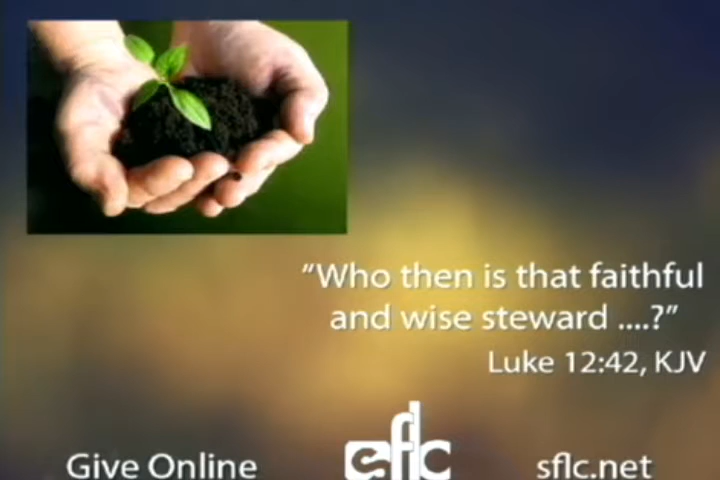 “Who then is that faithful
and wise steward ....?”
Luke 12:42, KJV
Give Online
sflc
sflc.net